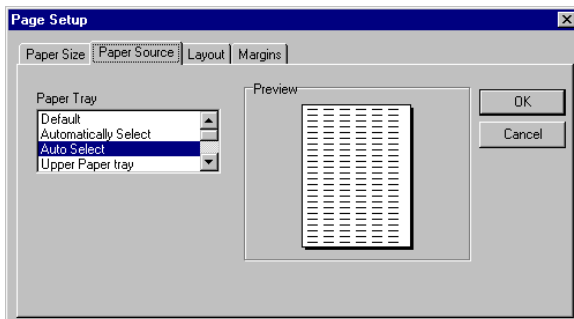 Page Setup
Paper Size Paper Source Layout Margins
Paper Tray
Default
Automatically Select
Auto Select
Upper Paper tray
Preview
OK
Cancel